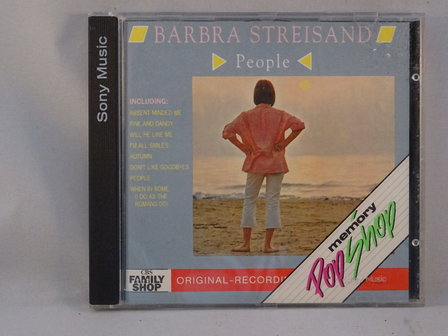 Sony Music
BARBRA STREISAND
People
INCLUDING:
ABSENT MINDED ME
FINE AND DANDY
WILL HE LIKE ME
I'M ALL SMILES
AUTUMN
DON'T LIKE GOODBYES
PEOPLE
WHEN IN ROME
(I DO AS THE
ROMANS DO)
memory
Pop Shop
CBS
FAMILY
SHOP
ORIGINAL-RECORDIN
Music